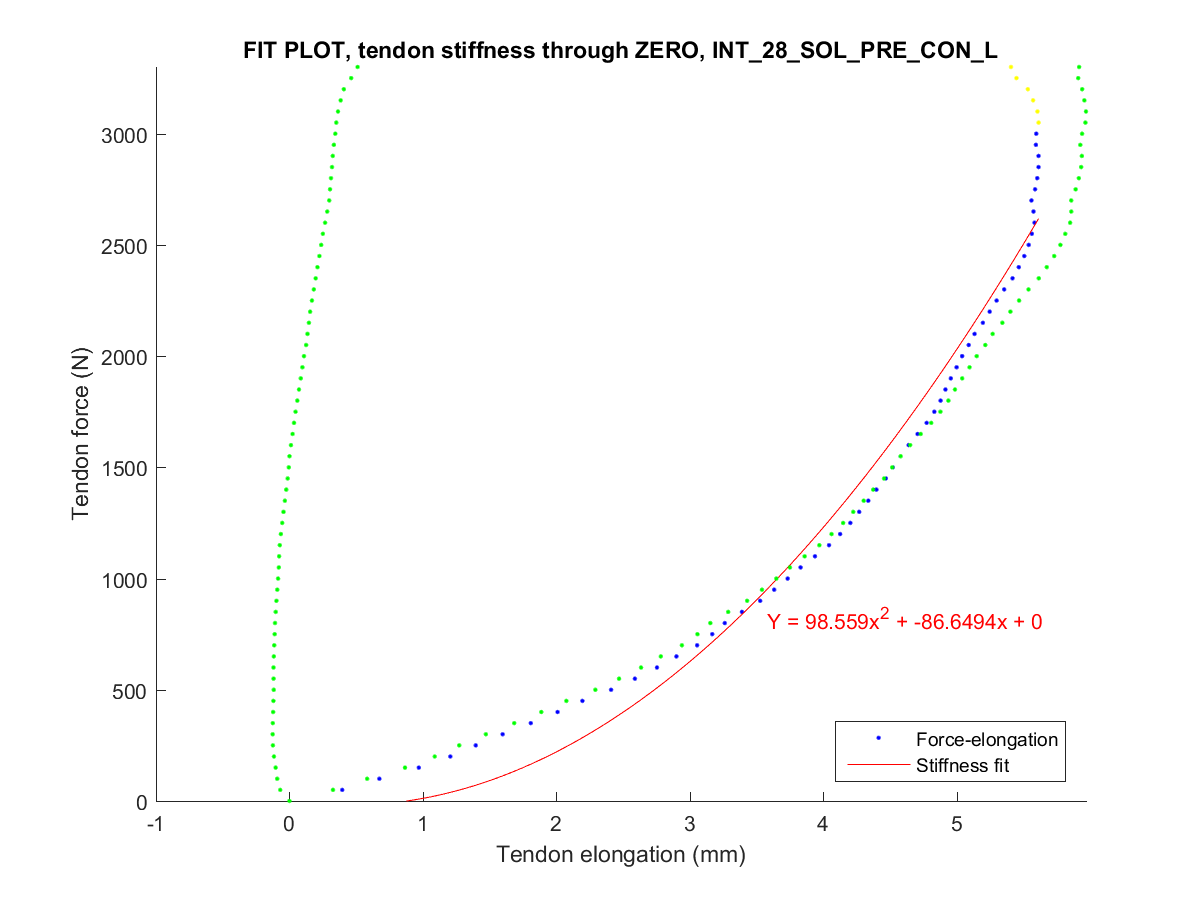 FIT PLOT, tendon stiffness through ZERO, INT_28_SOL_PRE_CON_L
3000
2500
2000
1500
1000
500
0
Tendon force (N)
Y = 98.559x² + -86.6494x + 0
Force-elongation
Stiffness fit
-1
0
1
2
3
4
5
Tendon elongation (mm)